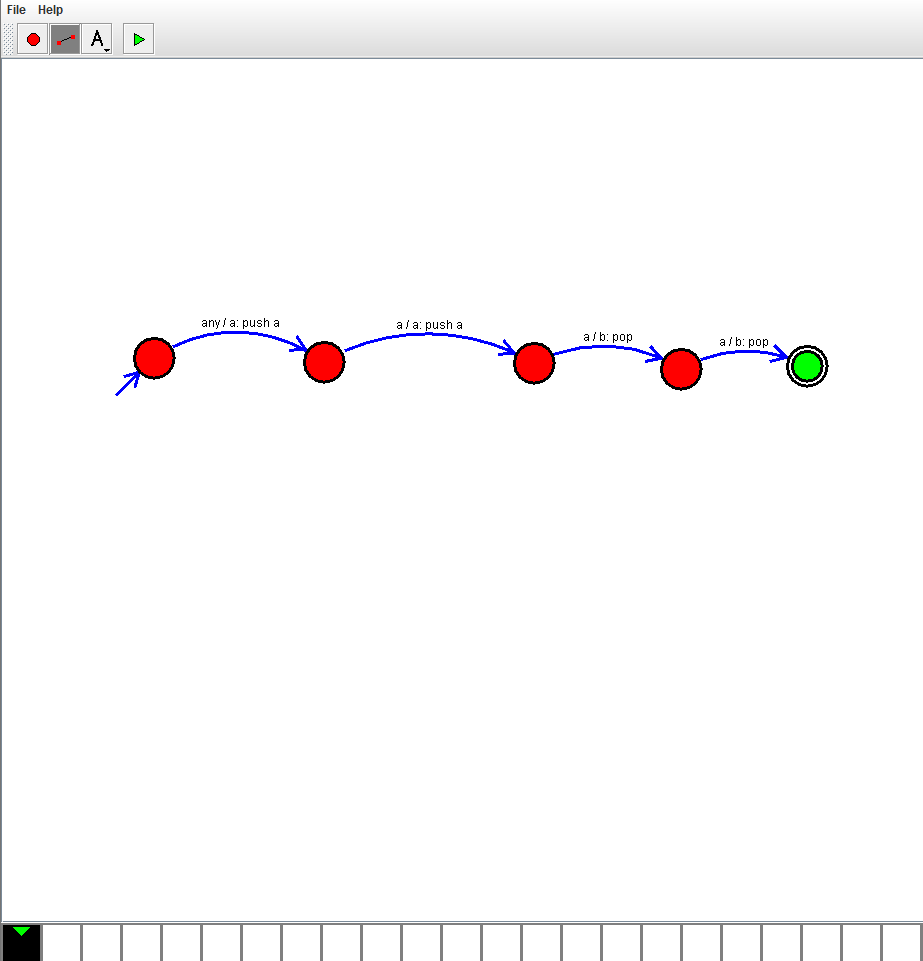 File Help
A
any / a: push a
a / a: push a
a / b: pop
a / b: pop